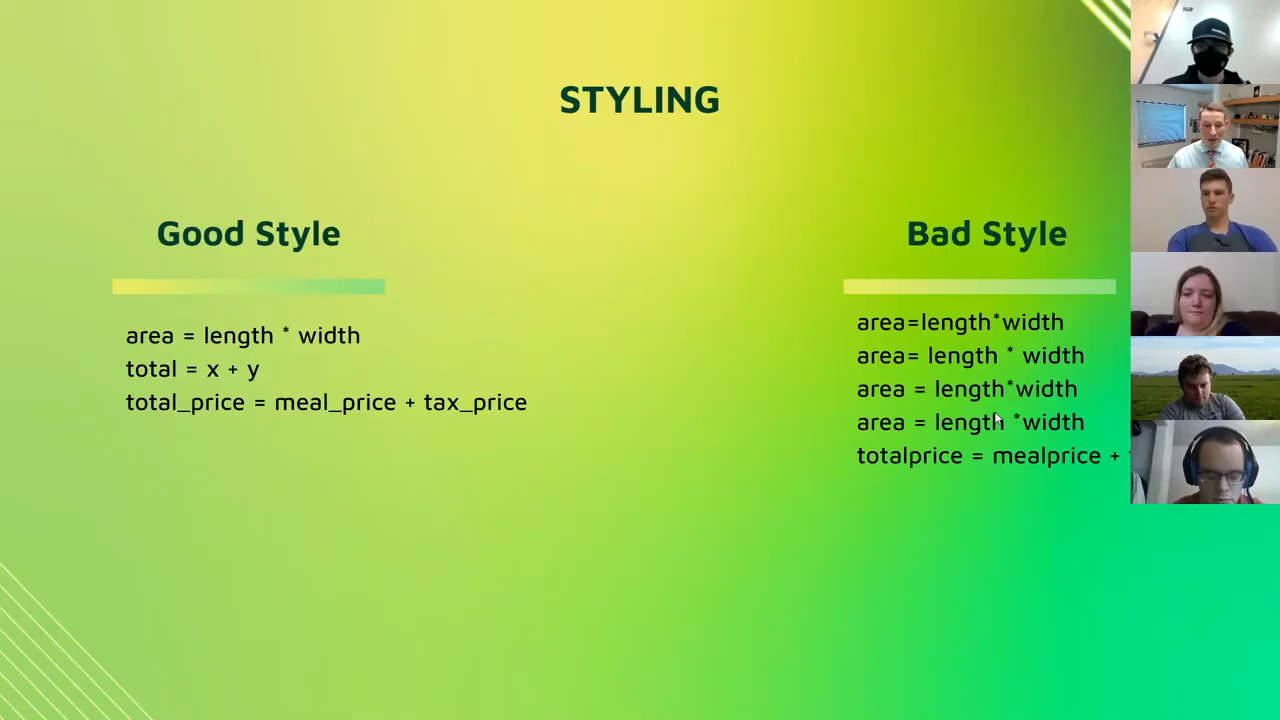 STYLING
Good Style
area = length * width
total = x + y
total_price = meal_price + tax_price
Bad Style
area=length*width
area= length * width
area = length*width
area = length *width
totalprice = mealprice +